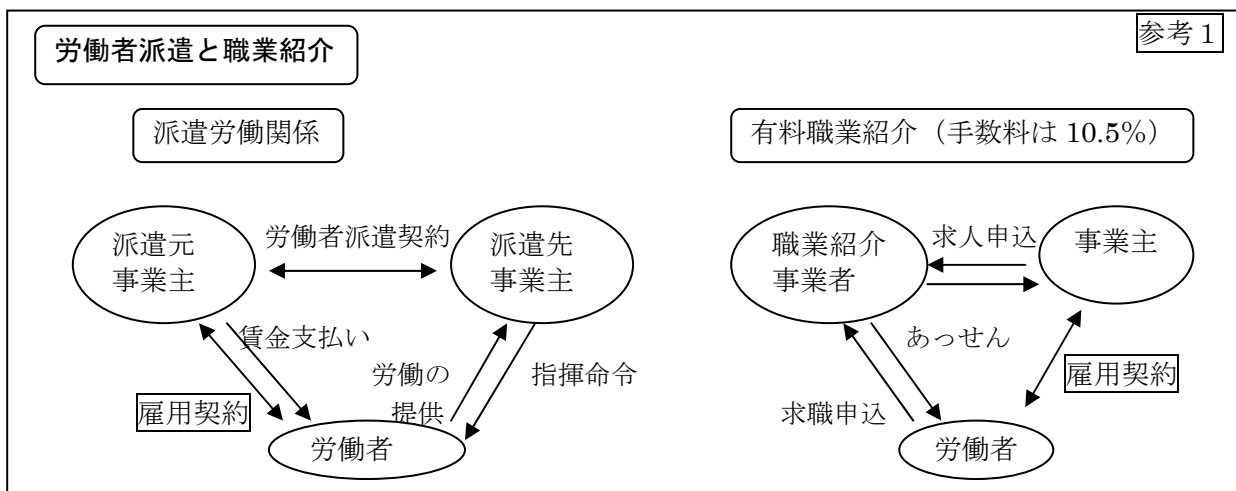 参考１
労働者派遣と職業紹介
派遣労働関係
派遣元
事業主
労働者派遣契約
派遣先
事業主
賃金支払い
労働の
提供
指揮命令
雇用契約
労働者
有料職業紹介（手数料は 10.5％）
職業紹介
事業者
求人申込
事業主
あっせん
雇用契約
求職申込
労働者